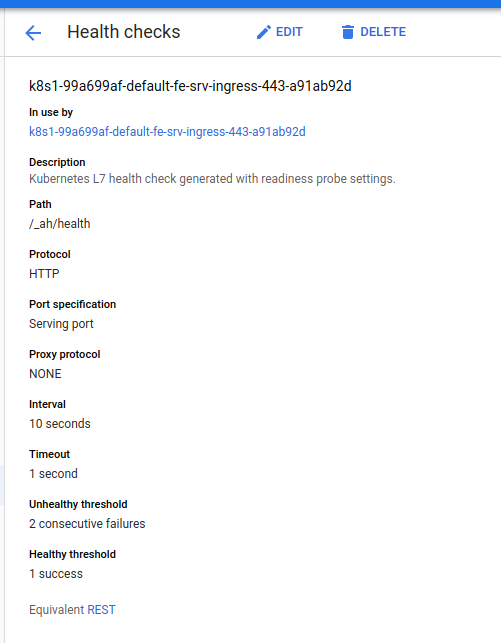 Health checks
EDIT
DELETE
k8s1-99a699af-default-fe-srv-ingress-443-a91ab92d
In use by
k8s1-99a699af-default-fe-srv-ingress-443-a91ab92d
Description
Kubernetes L7 health check generated with readiness probe settings.
Path
/_ah/health
Protocol
HTTP
Port specification
Serving port
Proxy protocol
NONE
Interval
10 seconds
Timeout
1 second
Unhealthy threshold
2 consecutive failures
Healthy threshold
1 success
Equivalent REST